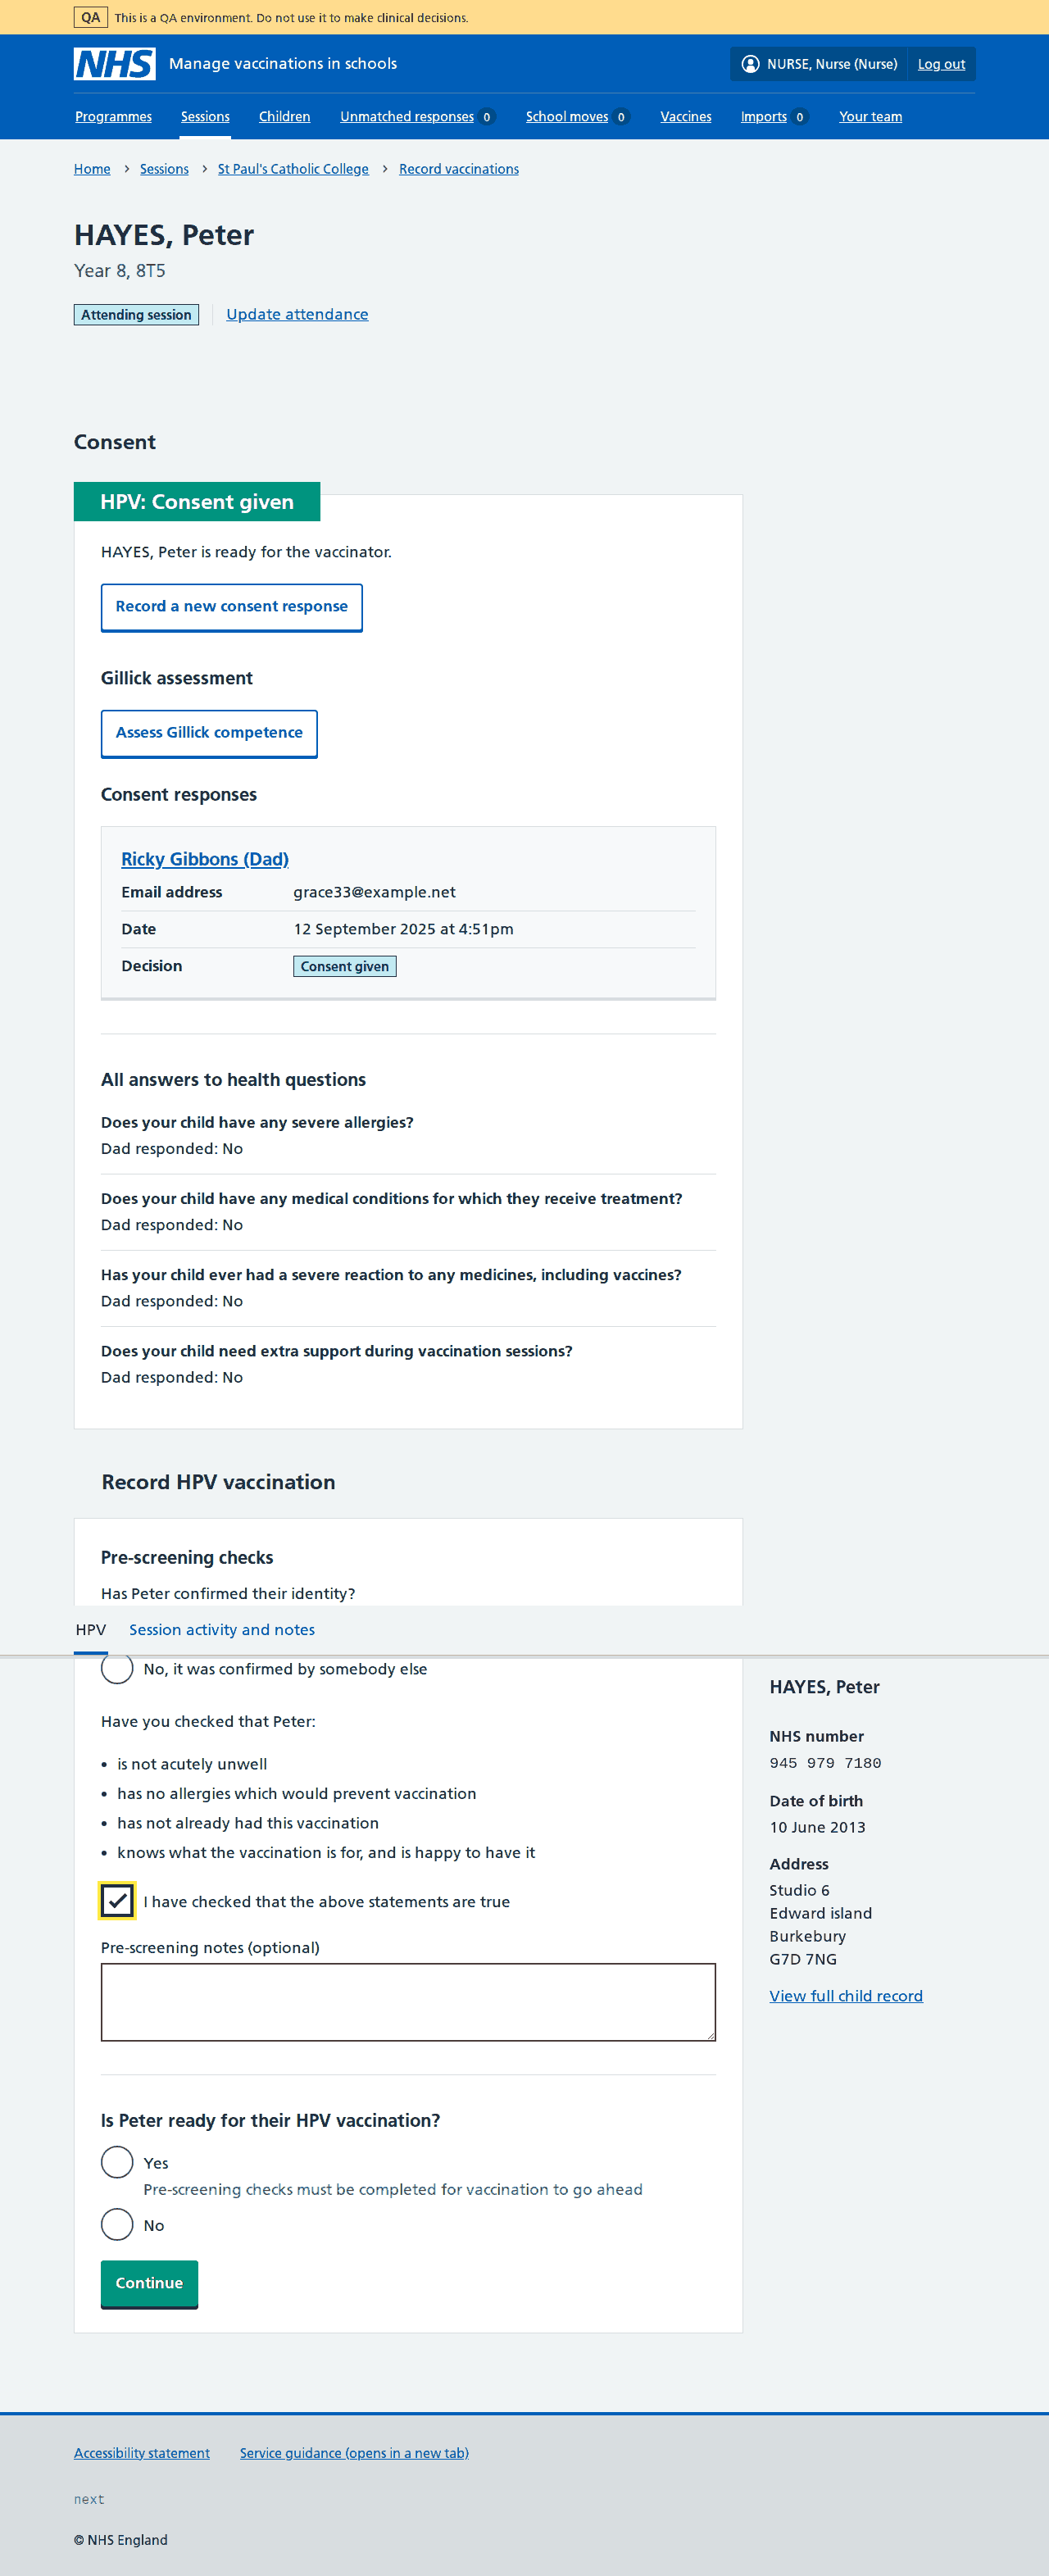 QA This is a QA environment. Do not use it to make clinical decisions.
NHS Manage vaccinations in schools NURSE, Nurse (Nurse) Log out
Programmes Sessions Children Unmatched responses 0 School moves 0 Vaccines Imports 0 Your team
Home › Sessions › St Paul's Catholic College › Record vaccinations
HAYES, Peter
Year 8, 8T5
Attending session Update attendance
Consent
HPV: Consent given
HAYES, Peter is ready for the vaccinator.
Record a new consent response
Gillick assessment
Assess Gillick competence
Consent responses
Ricky Gibbons (Dad)
Email address grace33@example.net
Date 12 September 2025 at 4:51pm
Decision Consent given
All answers to health questions
Does your child have any severe allergies?
Dad responded: No
Does your child have any medical conditions for which they receive treatment?
Dad responded: No
Has your child ever had a severe reaction to any medicines, including vaccines?
Dad responded: No
Does your child need extra support during vaccination sessions?
Dad responded: No
Record HPV vaccination
Pre-screening checks
Has Peter confirmed their identity?
HPV Session activity and notes
No, it was confirmed by somebody else
Have you checked that Peter:
• is not acutely unwell
• has no allergies which would prevent vaccination
• has not already had this vaccination
• knows what the vaccination is for, and is happy to have it
I have checked that the above statements are true
Pre-screening notes (optional)
Is Peter ready for their HPV vaccination?
Yes
Pre-screening checks must be completed for vaccination to go ahead
No
Continue
HAYES, Peter
NHS number
945 979 7180
Date of birth
10 June 2013
Address
Studio 6
Edward island
Burkebury
G7D 7NG
View full child record
Accessibility statement Service guidance (opens in a new tab)
next
© NHS England